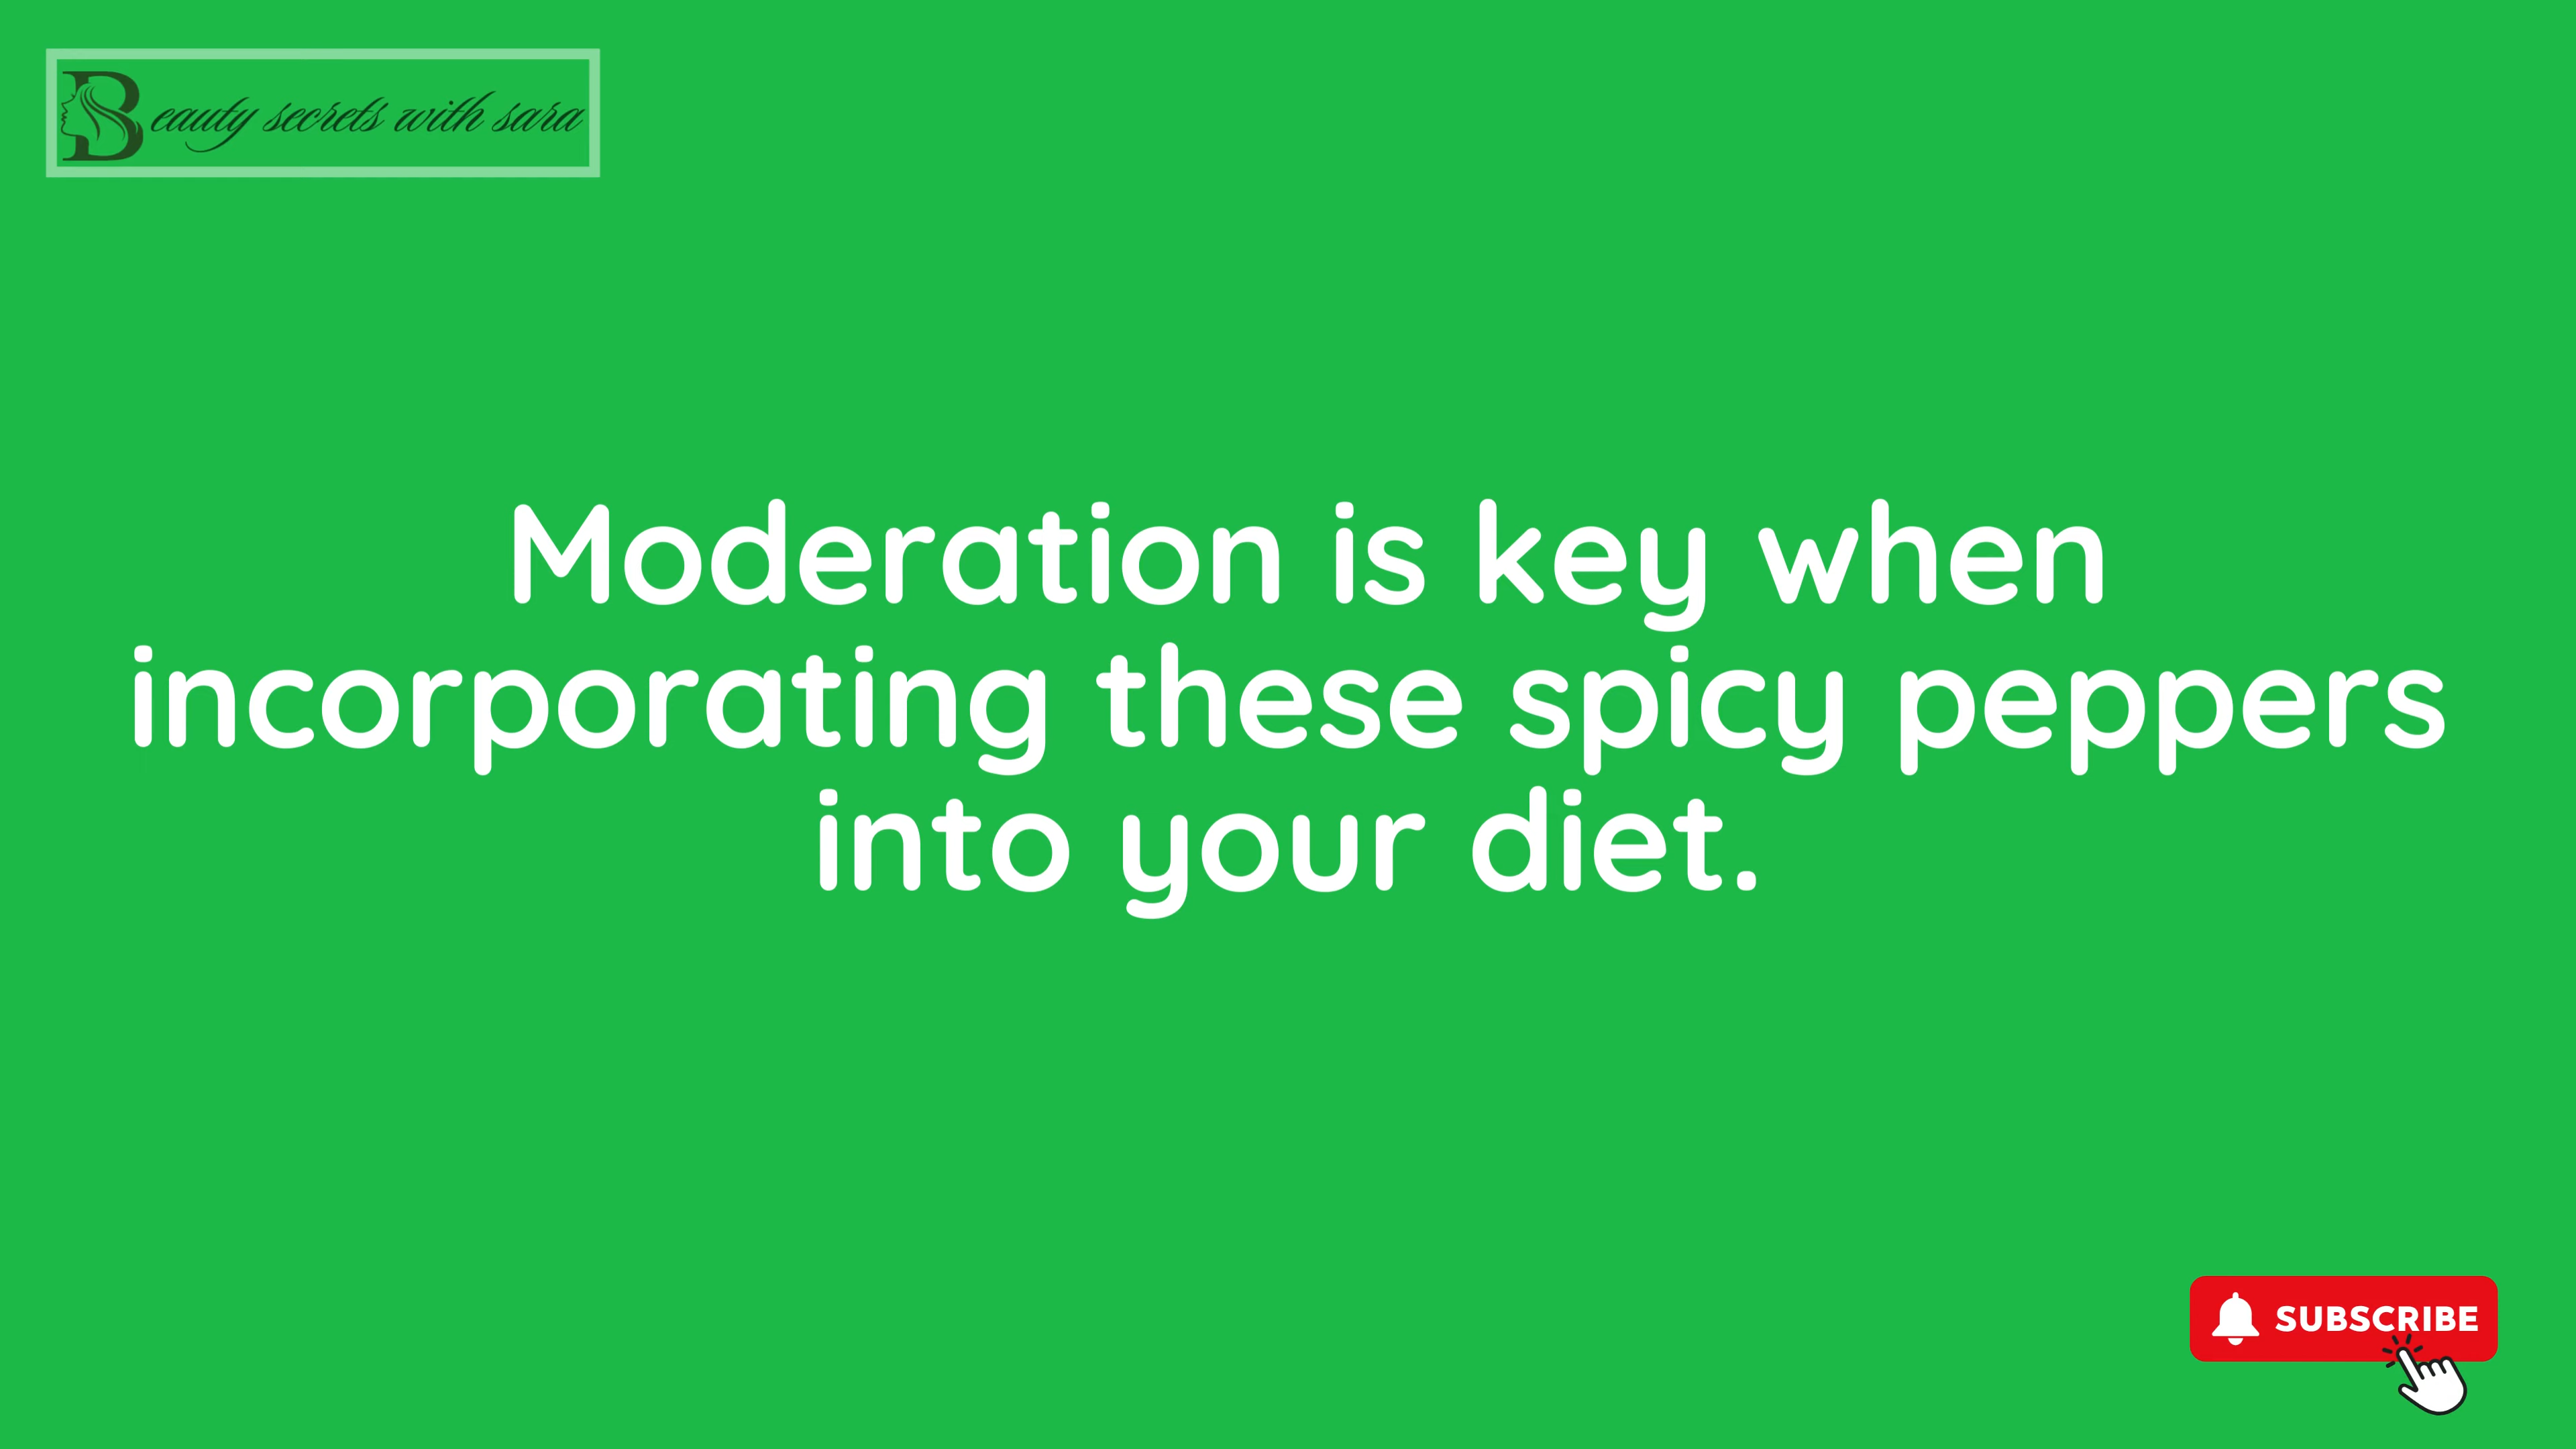 Beauty secrets with sara
Moderation is key when
incorporating these spicy peppers
into your diet.
SUBSCRIBE